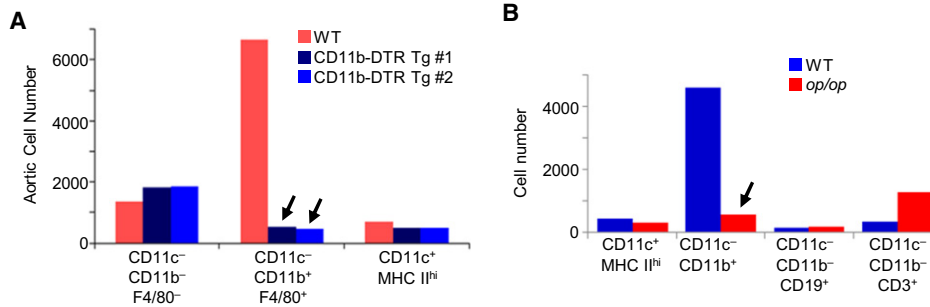 A
Aortic Cell Number
6000
4000
2000
0
WT
CD11b-DTR Tg #1
CD11b-DTR Tg #2
CD11c⁻
CD11b⁻
F4/80⁻
CD11c⁻
CD11b⁺
F4/80⁺
CD11c⁺
MHC IIʰⁱ
B
Cell number
4000
2000
0
WT
op/op
CD11c⁺
MHC IIʰⁱ
CD11c⁻
CD11b⁺
CD11c⁻
CD11b⁻
CD19⁺
CD11c⁻
CD11b⁻
CD3⁺